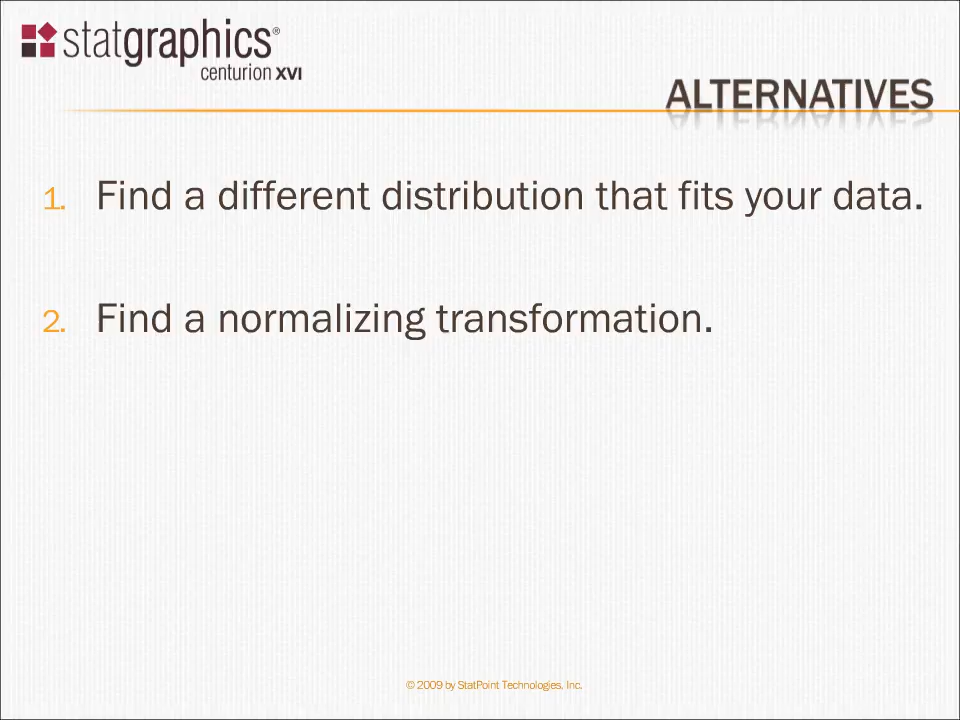 statgraphics®
centurion XVI
ALTERNATIVES
1. Find a different distribution that fits your data.
2. Find a normalizing transformation.
© 2009 by StatPoint Technologies, Inc.